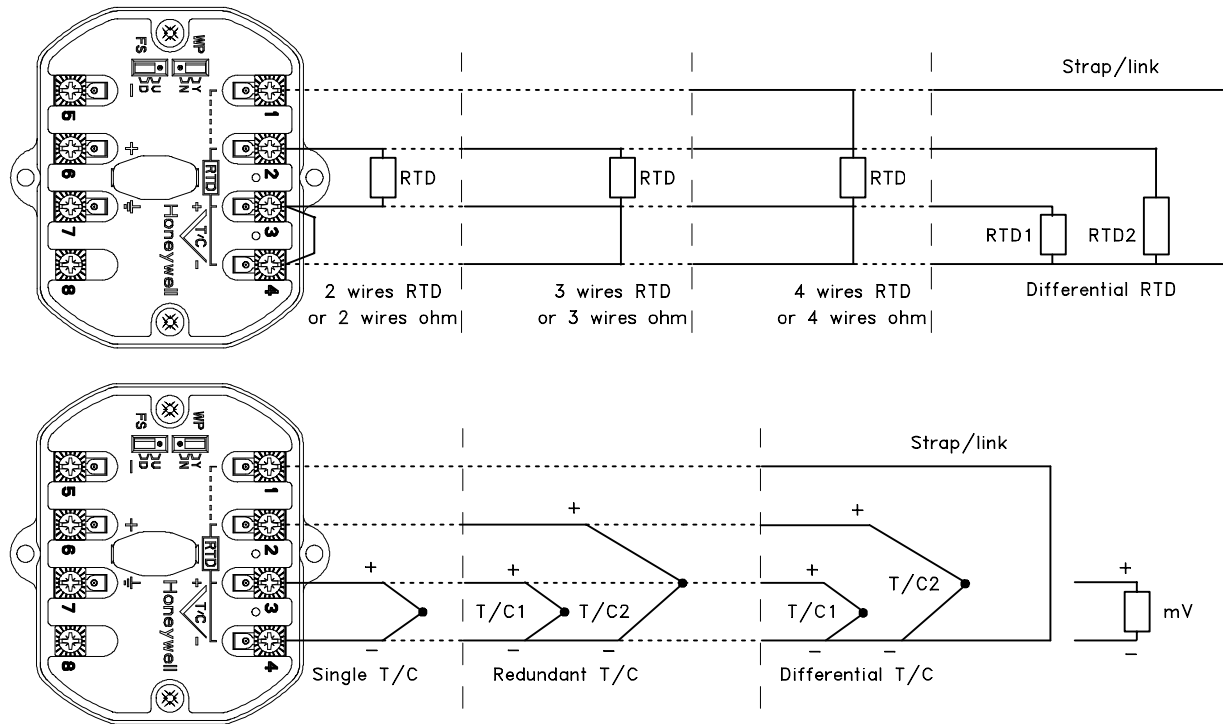 FS WP
U D
Y N
−
5
1
+
6
RTD
2
7
Honeywell
+
T/C
−
3
8
4
Strap/link
RTD
RTD
RTD
RTD1
RTD2
2 wires RTD
or 2 wires ohm
3 wires RTD
or 3 wires ohm
4 wires RTD
or 4 wires ohm
Differential RTD
FS WP
U D
Y N
−
5
1
+
6
RTD
2
7
Honeywell
+
T/C
−
3
8
4
Strap/link
+
−
Single T/C
+
+
T/C1
T/C2
−
−
Redundant T/C
+
+
T/C1
T/C2
−
−
Differential T/C
+
mV
−